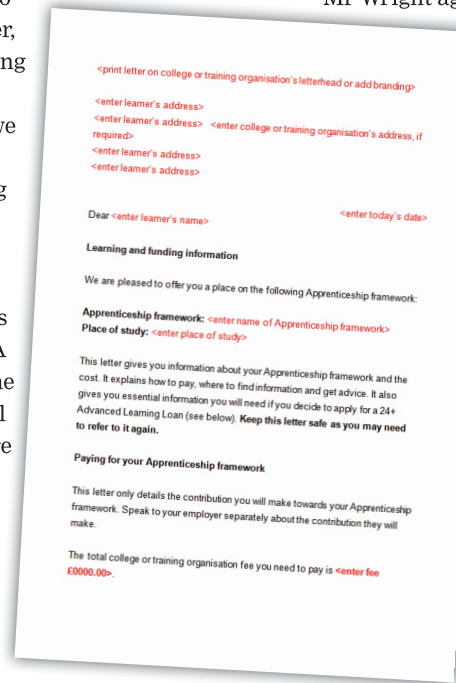 Mr Wright ag
er,
ng
ve
g
s
A
ne
l
e
<print letter on college or training organisation's letterhead or add branding>
<enter learner's address>
<enter learner's address> <enter college or training organisation's address, if
required>
<enter learner's address>
<enter learner's address>
<enter today's date>
Dear <enter learner's name>
Learning and funding information
We are pleased to offer you a place on the following Apprenticeship framework:
Apprenticeship framework: <enter name of Apprenticeship framework>
Place of study: <enter place of study>
This letter gives you information about your Apprenticeship framework and the
cost. It explains how to pay, where to find information and get advice. It also
gives you essential information you will need if you decide to apply for a 24+
Advanced Learning Loan (see below). Keep this letter safe as you may need
to refer to it again.
Paying for your Apprenticeship framework
This letter only details the contribution you will make towards your Apprenticeship
framework. Speak to your employer separately about the contribution they will
make.
The total college or training organisation fee you need to pay is <enter fee
£0000.00>.